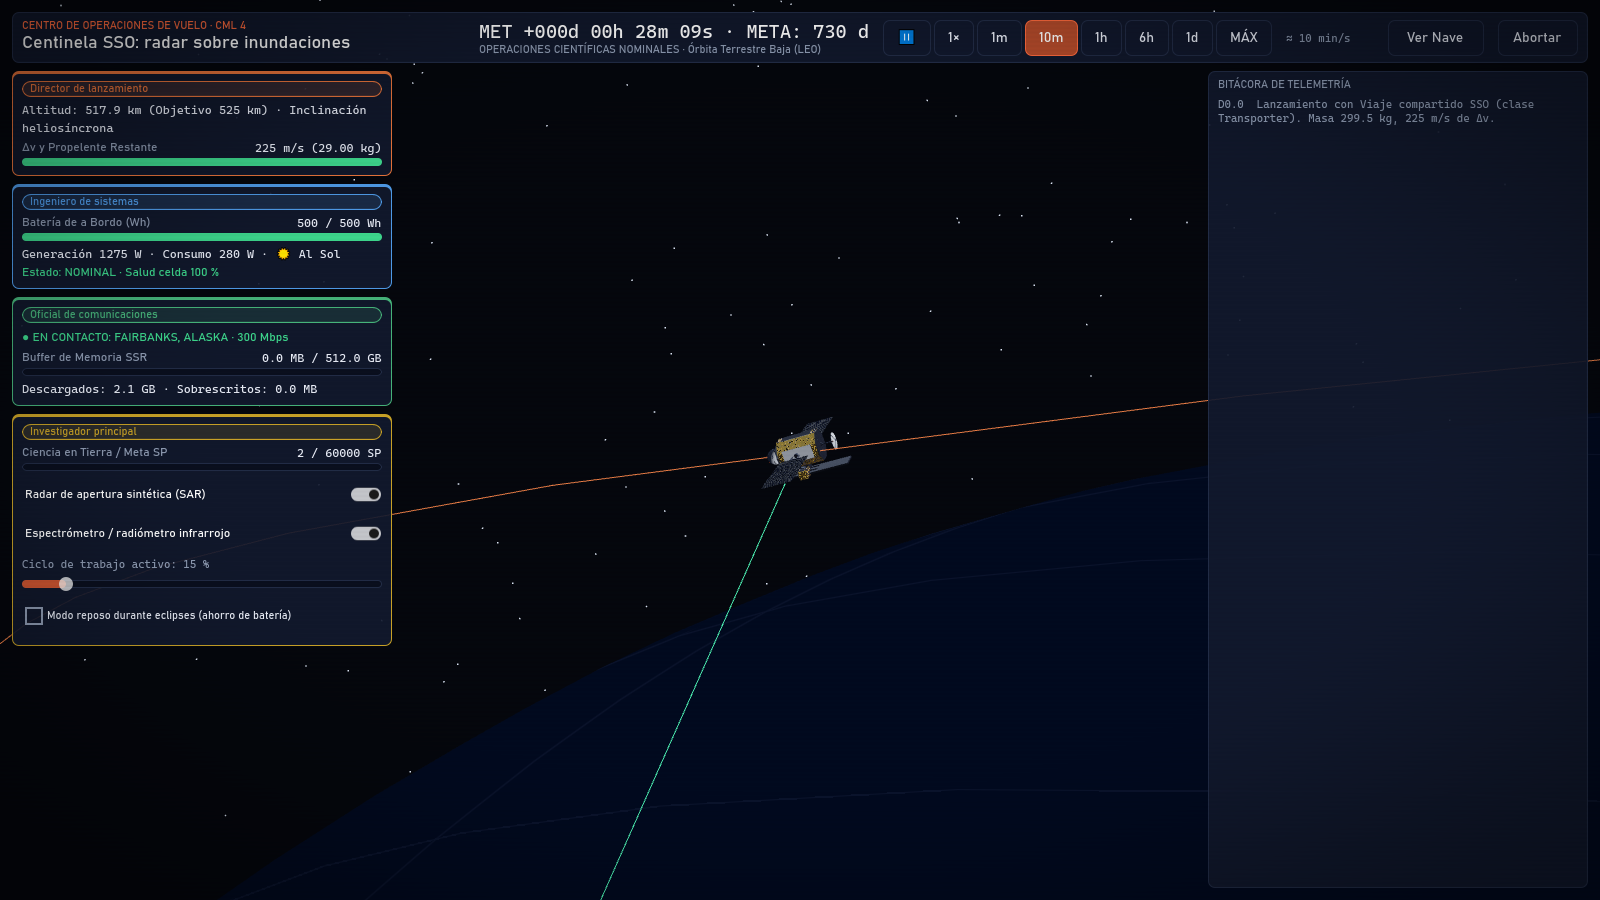 CENTRO DE OPERACIONES DE VUELO · CML 4
Centinela SSO: radar sobre inundaciones
MET +000d 00h 28m 09s · META: 730 d
OPERACIONES CIENTÍFICAS NOMINALES · Órbita Terrestre Baja (LEO)
1×
1m
10m
1h
6h
1d
MÁX
≈ 10 min/s
Ver Nave
Abortar
Director de lanzamiento
Altitud: 517.9 km (Objetivo 525 km) · Inclinación
heliosíncrona
Δv y Propelente Restante
225 m/s (29.00 kg)
Ingeniero de sistemas
Batería de a Bordo (Wh)
500 / 500 Wh
Generación 1275 W · Consumo 280 W · Al Sol
Estado: NOMINAL · Salud celda 100 %
Oficial de comunicaciones
● EN CONTACTO: FAIRBANKS, ALASKA · 300 Mbps
Buffer de Memoria SSR
0.0 MB / 512.0 GB
Descargados: 2.1 GB · Sobrescritos: 0.0 MB
Investigador principal
Ciencia en Tierra / Meta SP
2 / 60000 SP
Radar de apertura sintética (SAR)
Espectrómetro / radiómetro infrarrojo
Ciclo de trabajo activo: 15 %
Modo reposo durante eclipses (ahorro de batería)
BITÁCORA DE TELEMETRÍA
D0.0 Lanzamiento con Viaje compartido SSO (clase
Transporter). Masa 299.5 kg, 225 m/s de Δv.